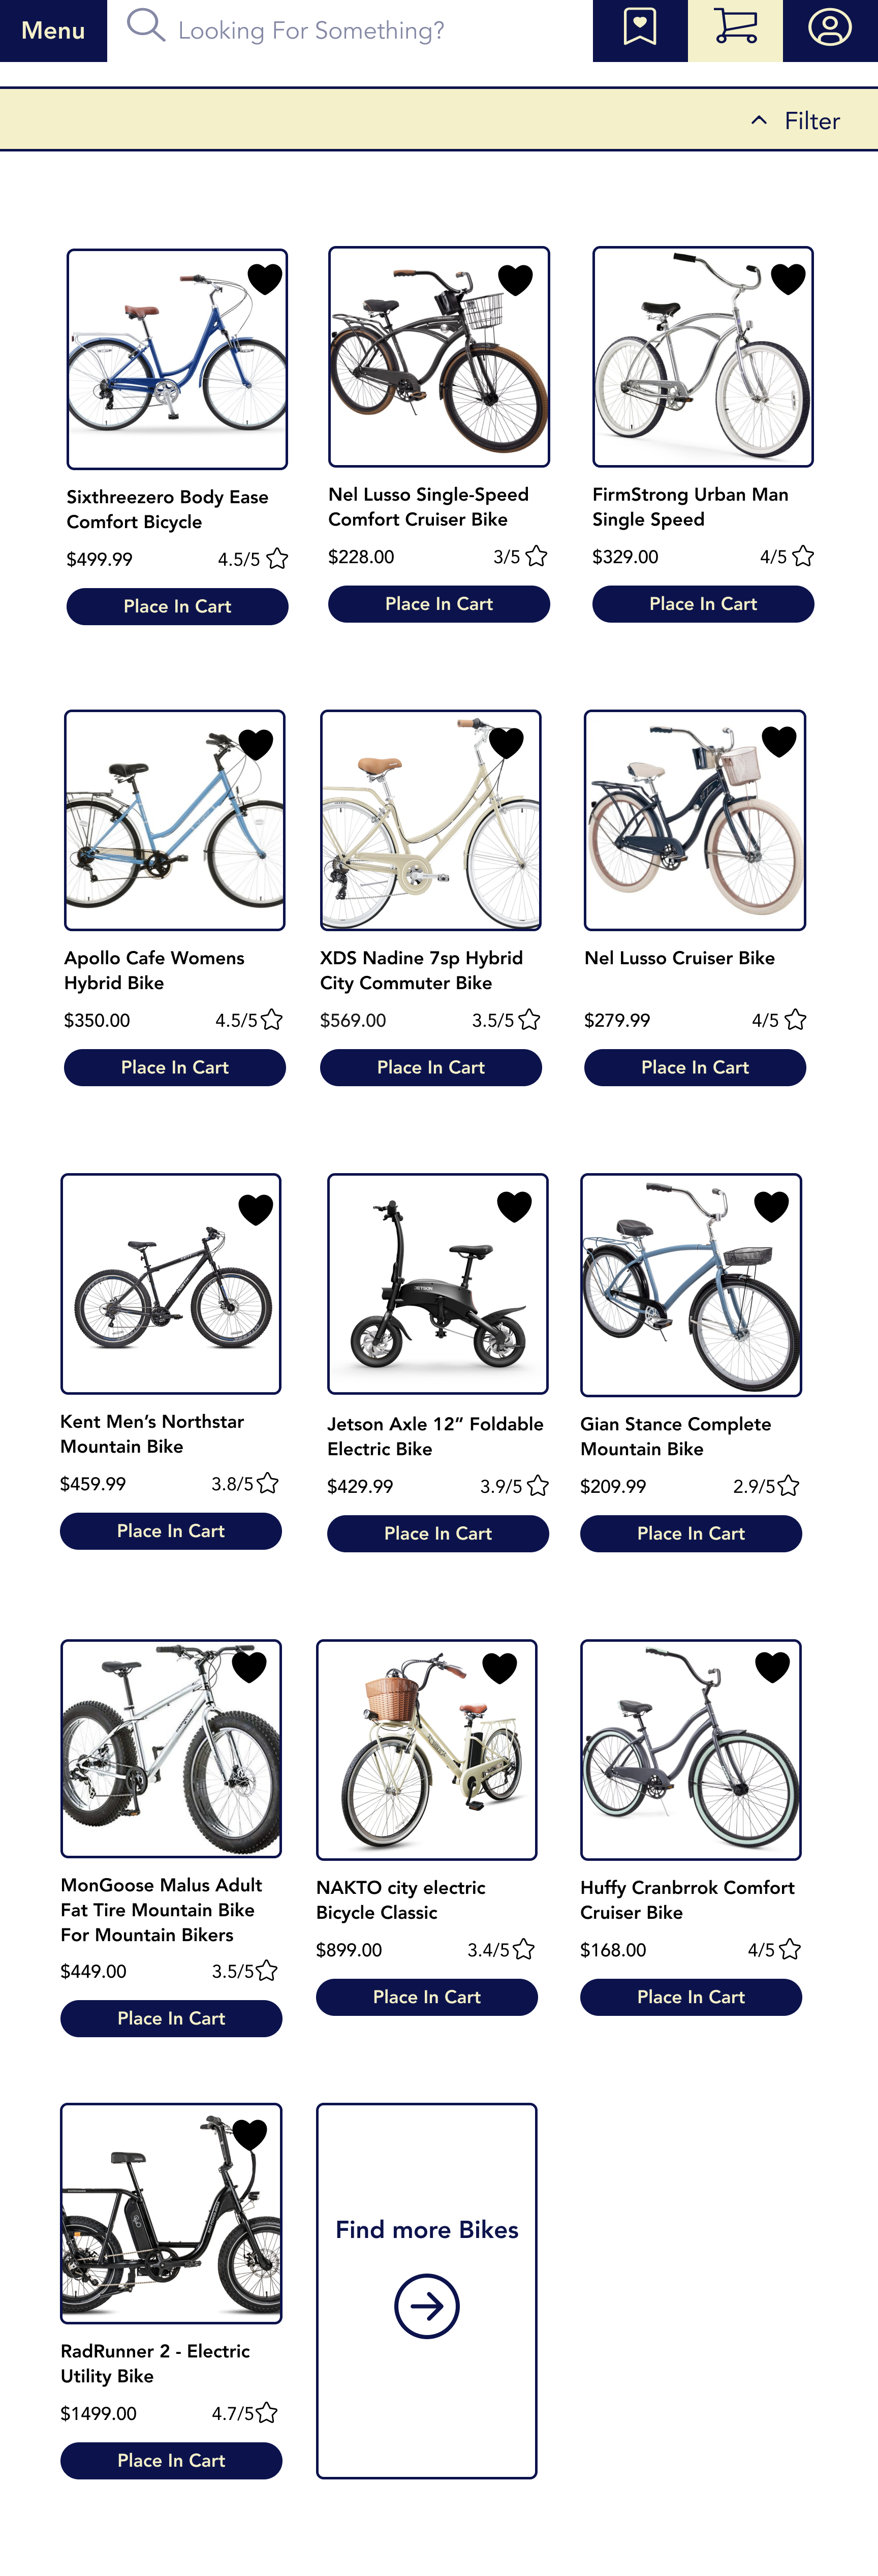 Menu
Looking For Something?
Filter
Sixthreezero Body Ease
Comfort Bicycle
$499.99 4.5/5
Place In Cart
Nel Lusso Single-Speed
Comfort Cruiser Bike
$228.00 3/5
Place In Cart
FirmStrong Urban Man
Single Speed
$329.00 4/5
Place In Cart
Apollo Cafe Womens
Hybrid Bike
$350.00 4.5/5
Place In Cart
XDS Nadine 7sp Hybrid
City Commuter Bike
$569.00 3.5/5
Place In Cart
Nel Lusso Cruiser Bike
$279.99 4/5
Place In Cart
Kent Men’s Northstar
Mountain Bike
$459.99 3.8/5
Place In Cart
JETSON
Jetson Axle 12” Foldable
Electric Bike
$429.99 3.9/5
Place In Cart
Gian Stance Complete
Mountain Bike
$209.99 2.9/5
Place In Cart
MonGoose Malus Adult
Fat Tire Mountain Bike
For Mountain Bikers
$449.00 3.5/5
Place In Cart
NAKTO city electric
Bicycle Classic
$899.00 3.4/5
Place In Cart
Huffy Cranbrrok Comfort
Cruiser Bike
$168.00 4/5
Place In Cart
RadRunner 2 - Electric
Utility Bike
$1499.00 4.7/5
Place In Cart
Find more Bikes